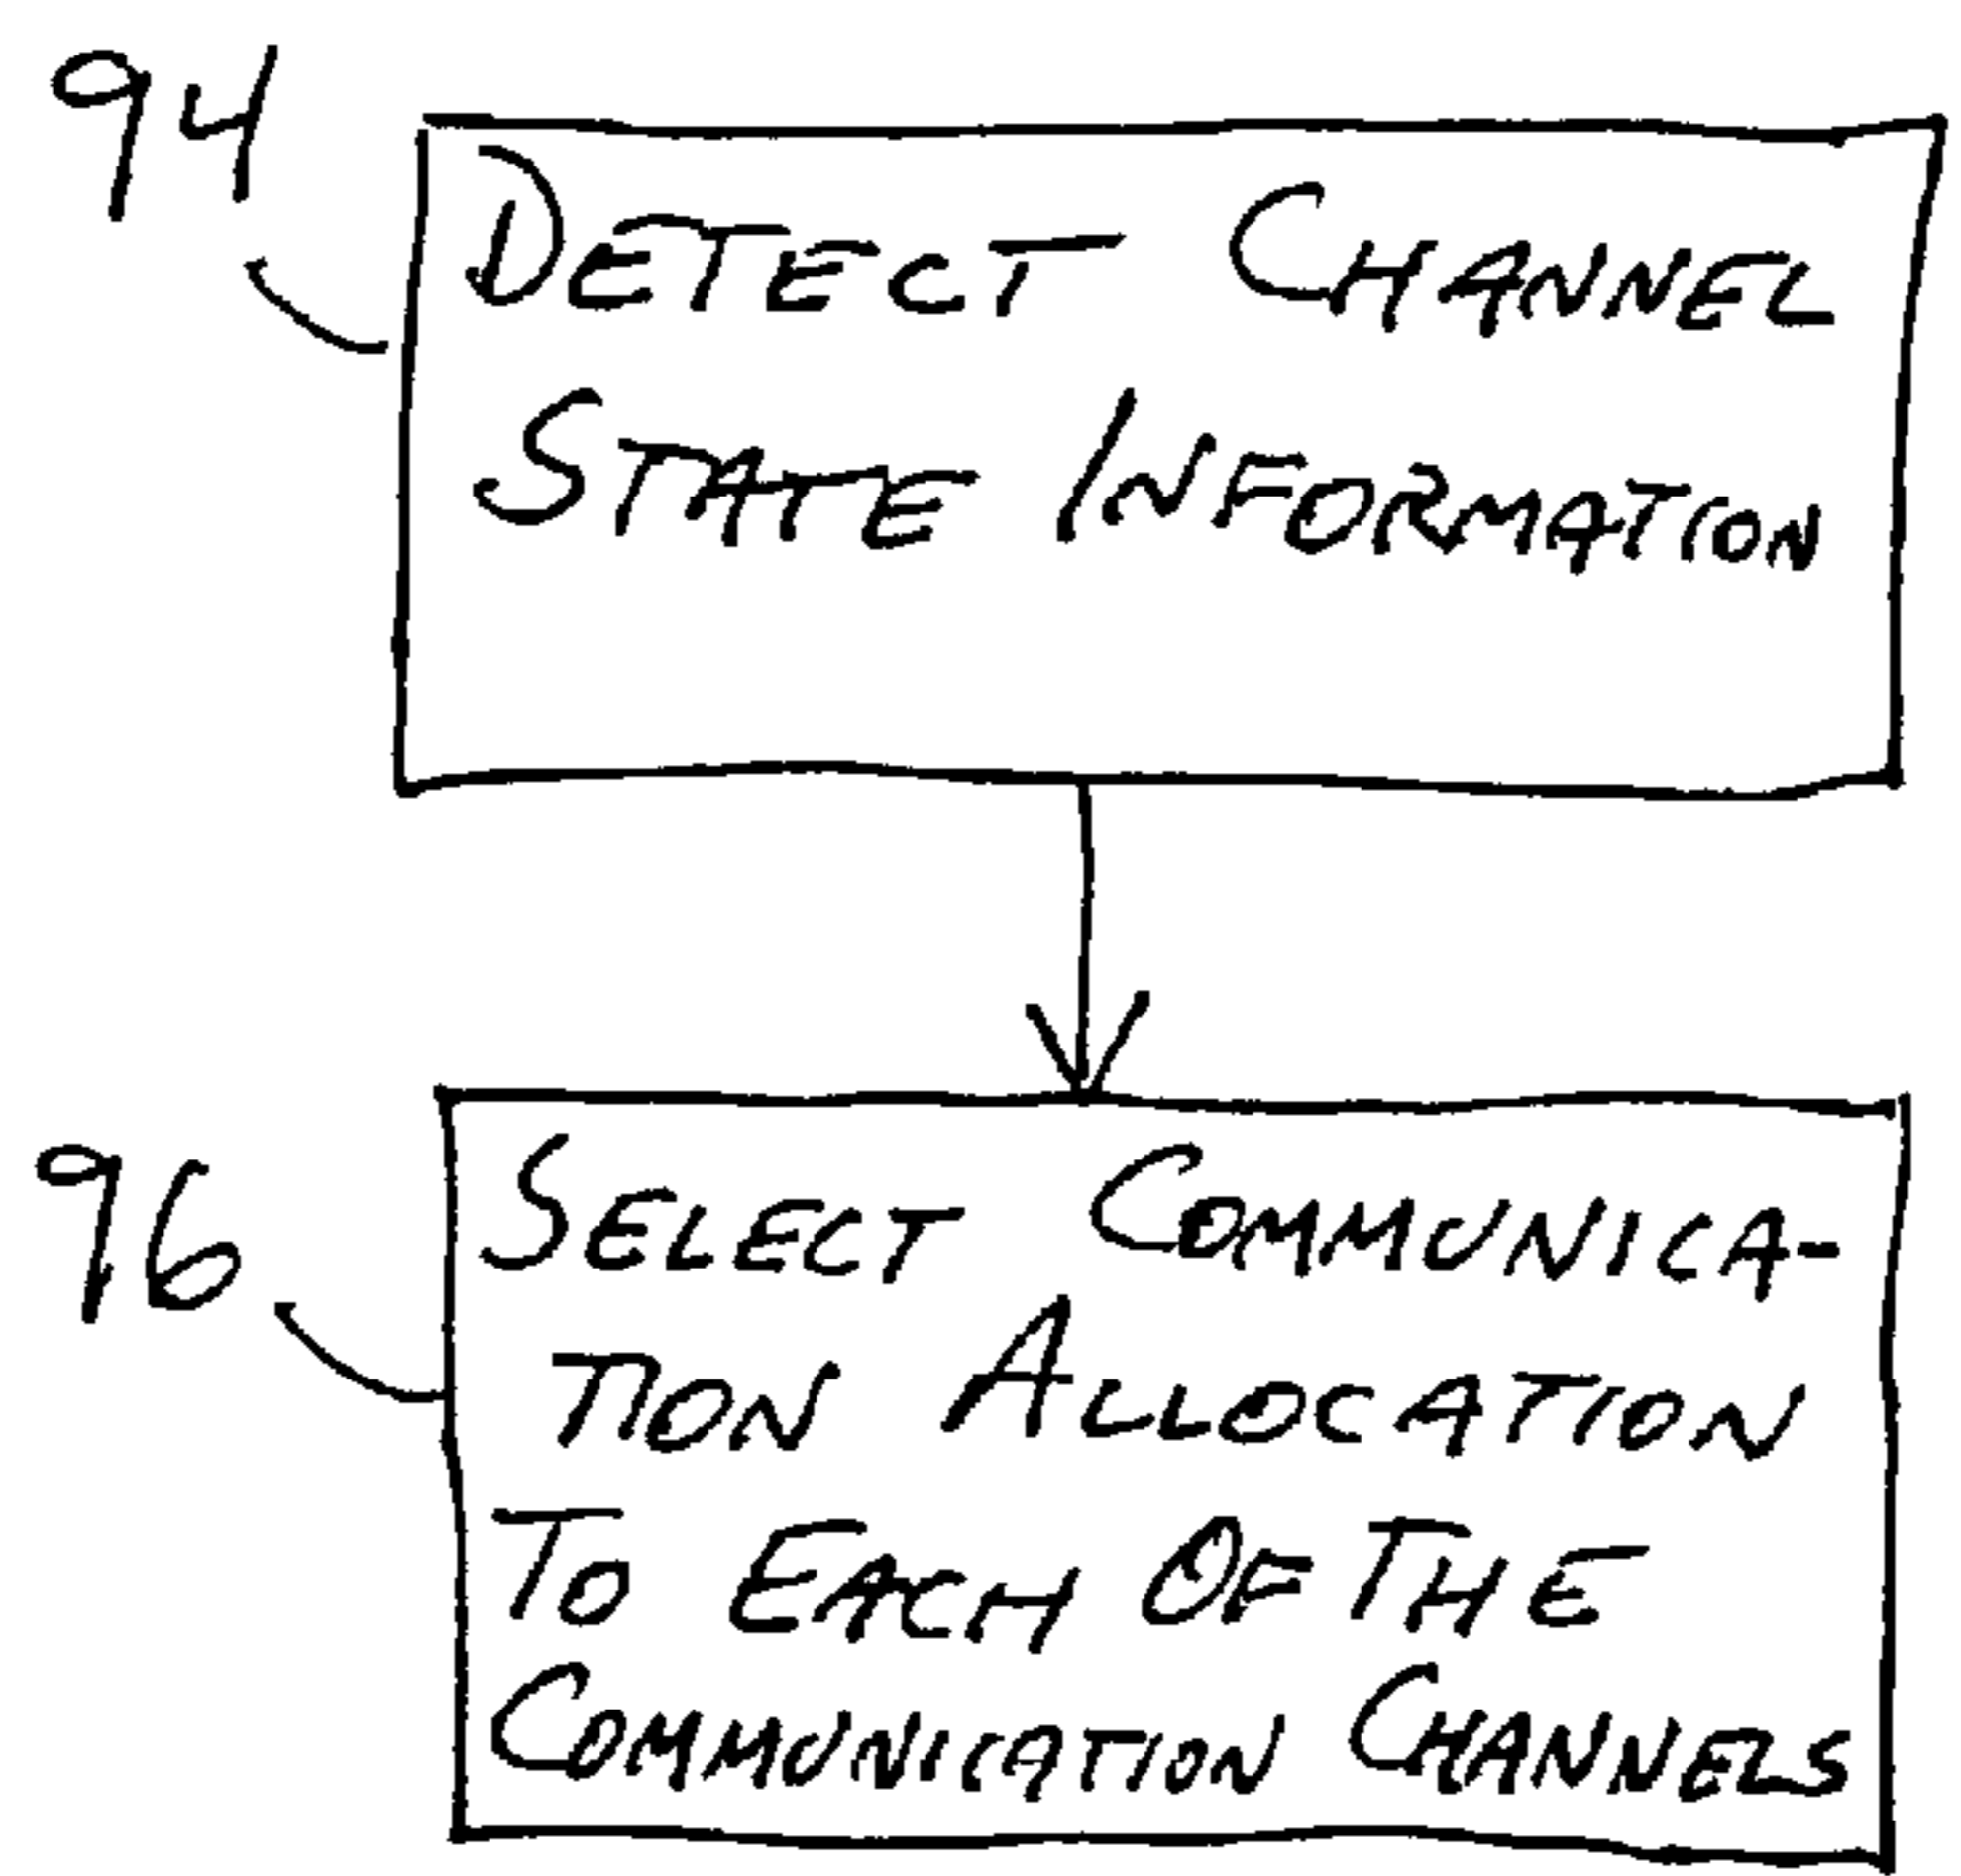 94
DETECT CHANNEL
STATE INFORMATION
96
SELECT COMMUNICA-
TION ALLOCATION
TO EACH OF THE
COMMUNICATION CHANNELS